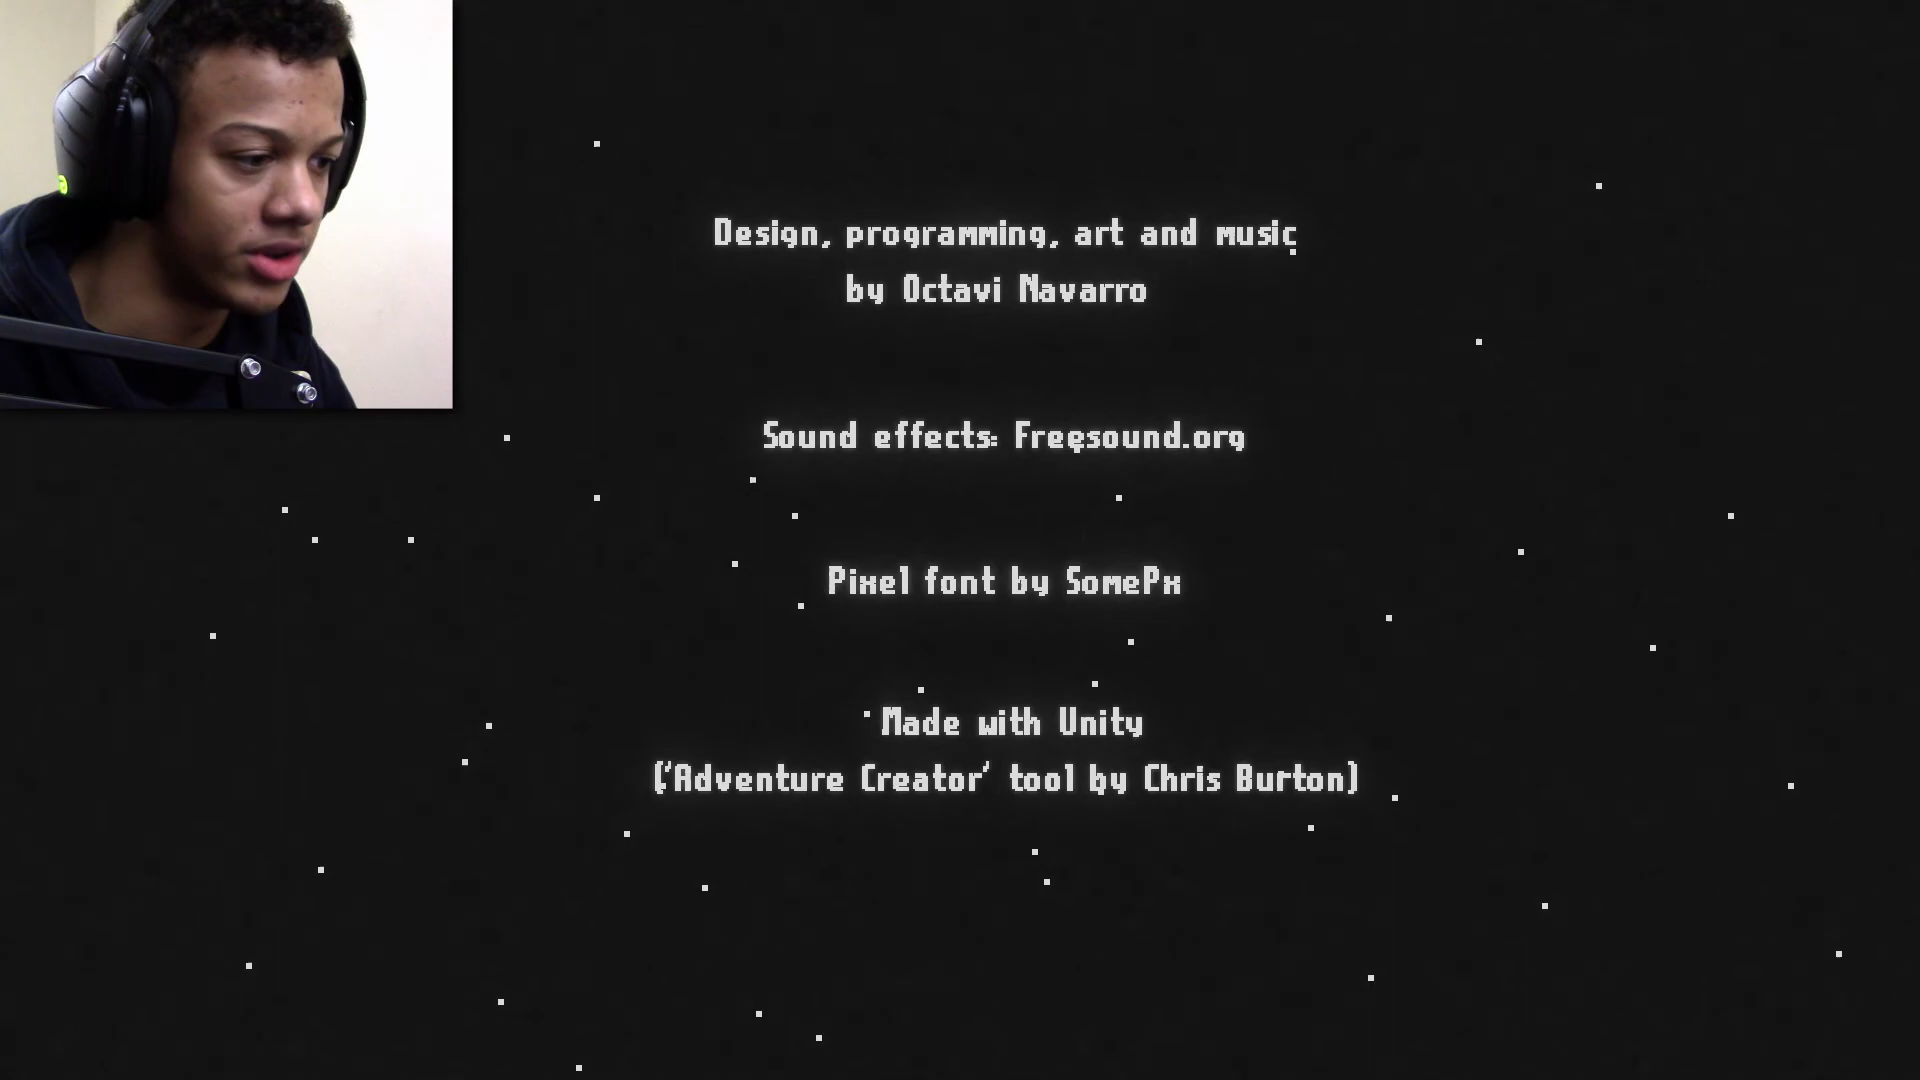 Design, programming, art and music
by Octavi Navarro
Sound effects: Freesound.org
Pixel font by SomePx
Made with Unity
('Adventure Creator' tool by Chris Burton)